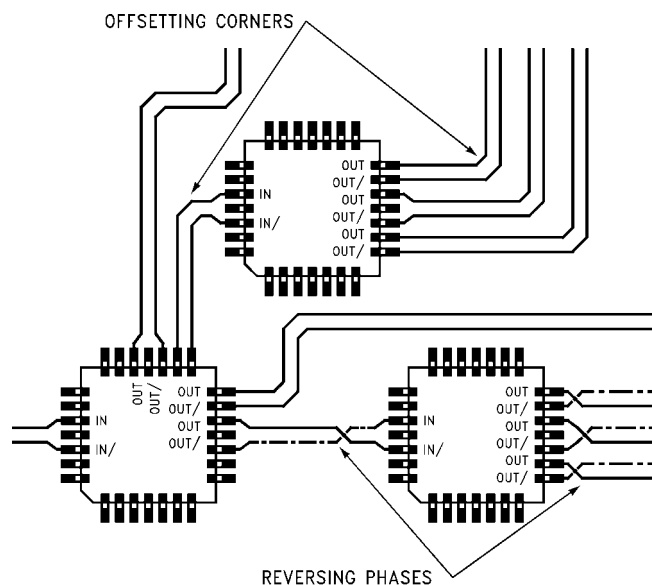 OFFSETTING CORNERS
OUT
OUT/
IN
OUT
OUT/
IN/
OUT
OUT/
OUT
OUT/
OUT
OUT/
IN
OUT
IN/
OUT/
OUT
OUT/
IN
OUT
IN/
OUT/
OUT
OUT/
REVERSING PHASES